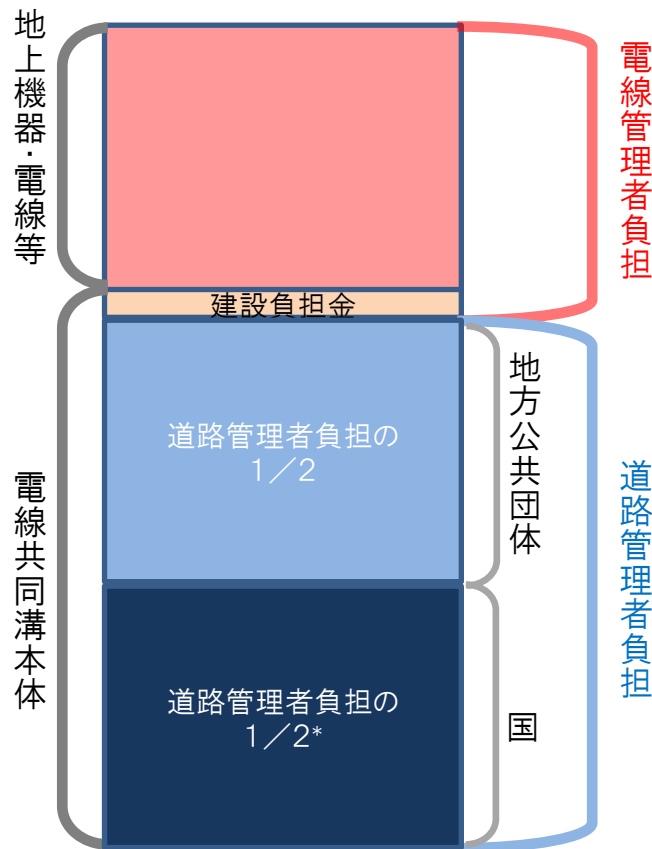 地上機器・電線等
電線管理者負担
建設負担金
道路管理者負担の
1／2
地方公共団体
電線共同溝本体
道路管理者負担
道路管理者負担の
1／2*
国